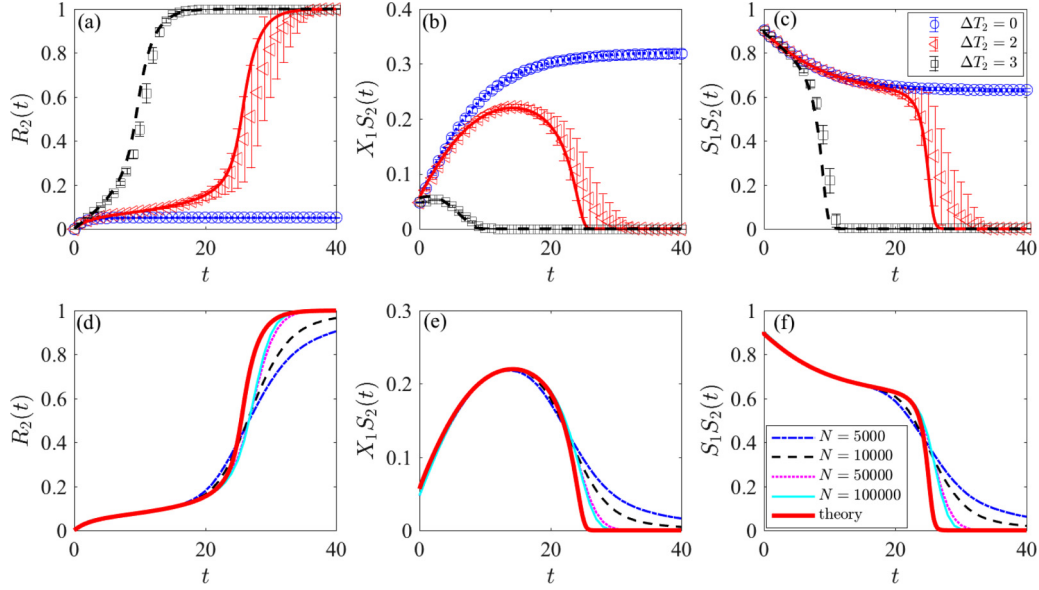 (a)
1
0.8
0.6
0.4
0.2
0
R₂(t)
0 20 40
t
(b)
0.4
0.3
0.2
0.1
0
X₁S₂(t)
0 20 40
t
(c)
1
0.8
0.6
0.4
0.2
0
S₁S₂(t)
0 20 40
t
ΔT₂ = 0
ΔT₂ = 2
ΔT₂ = 3
(d)
1
0.8
0.6
0.4
0.2
0
R₂(t)
0 20 40
t
(e)
0.3
0.2
0.1
0
X₁S₂(t)
0 20 40
t
(f)
1
0.8
0.6
0.4
0.2
0
S₁S₂(t)
0 20 40
t
N = 5000
N = 10000
N = 50000
N = 100000
theory